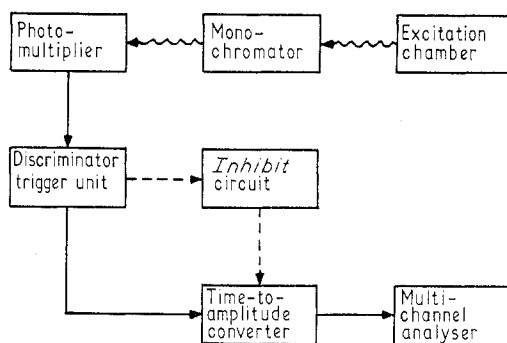 Photo-
multiplier
Mono-
chromator
Excitation
chamber
Discriminator
trigger unit
Inhibit
circuit
Time-to-
amplitude
converter
Multi-
channel
analyser